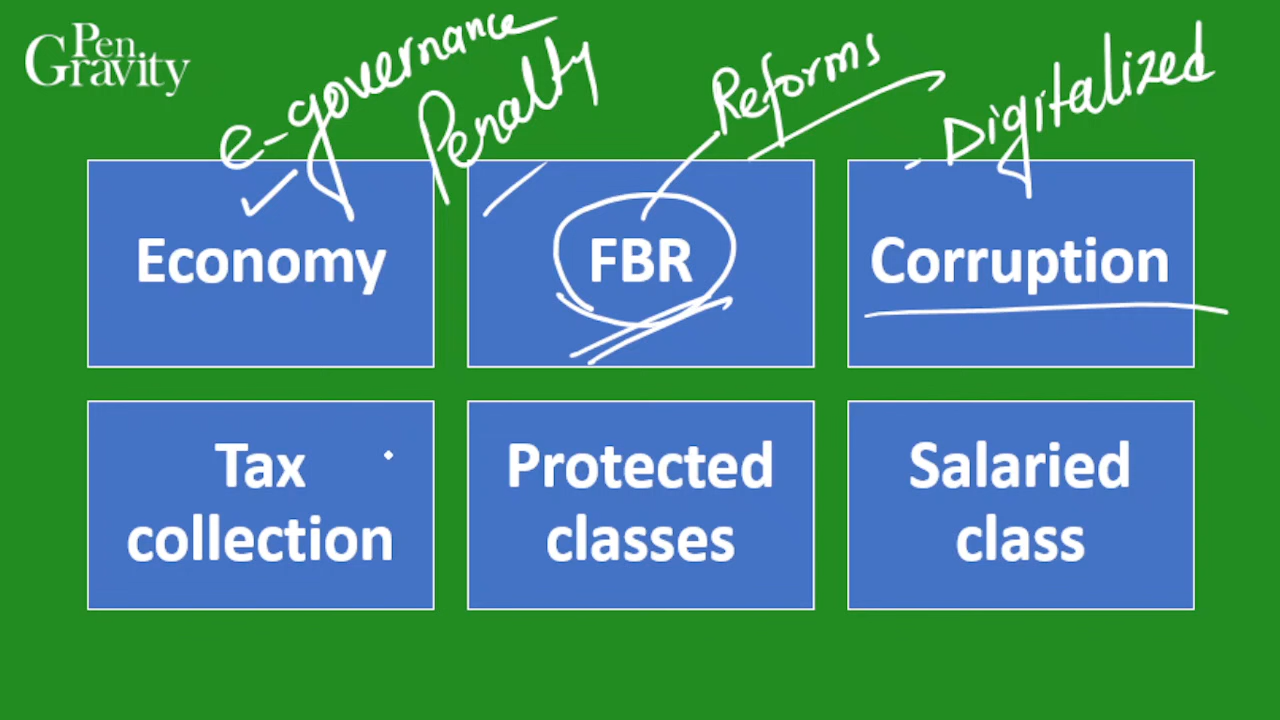 Pen
Gravity
e-governance
Penalty
Reforms
- Digitalized
Economy
FBR
Corruption
Tax
collection
Protected
classes
Salaried
class